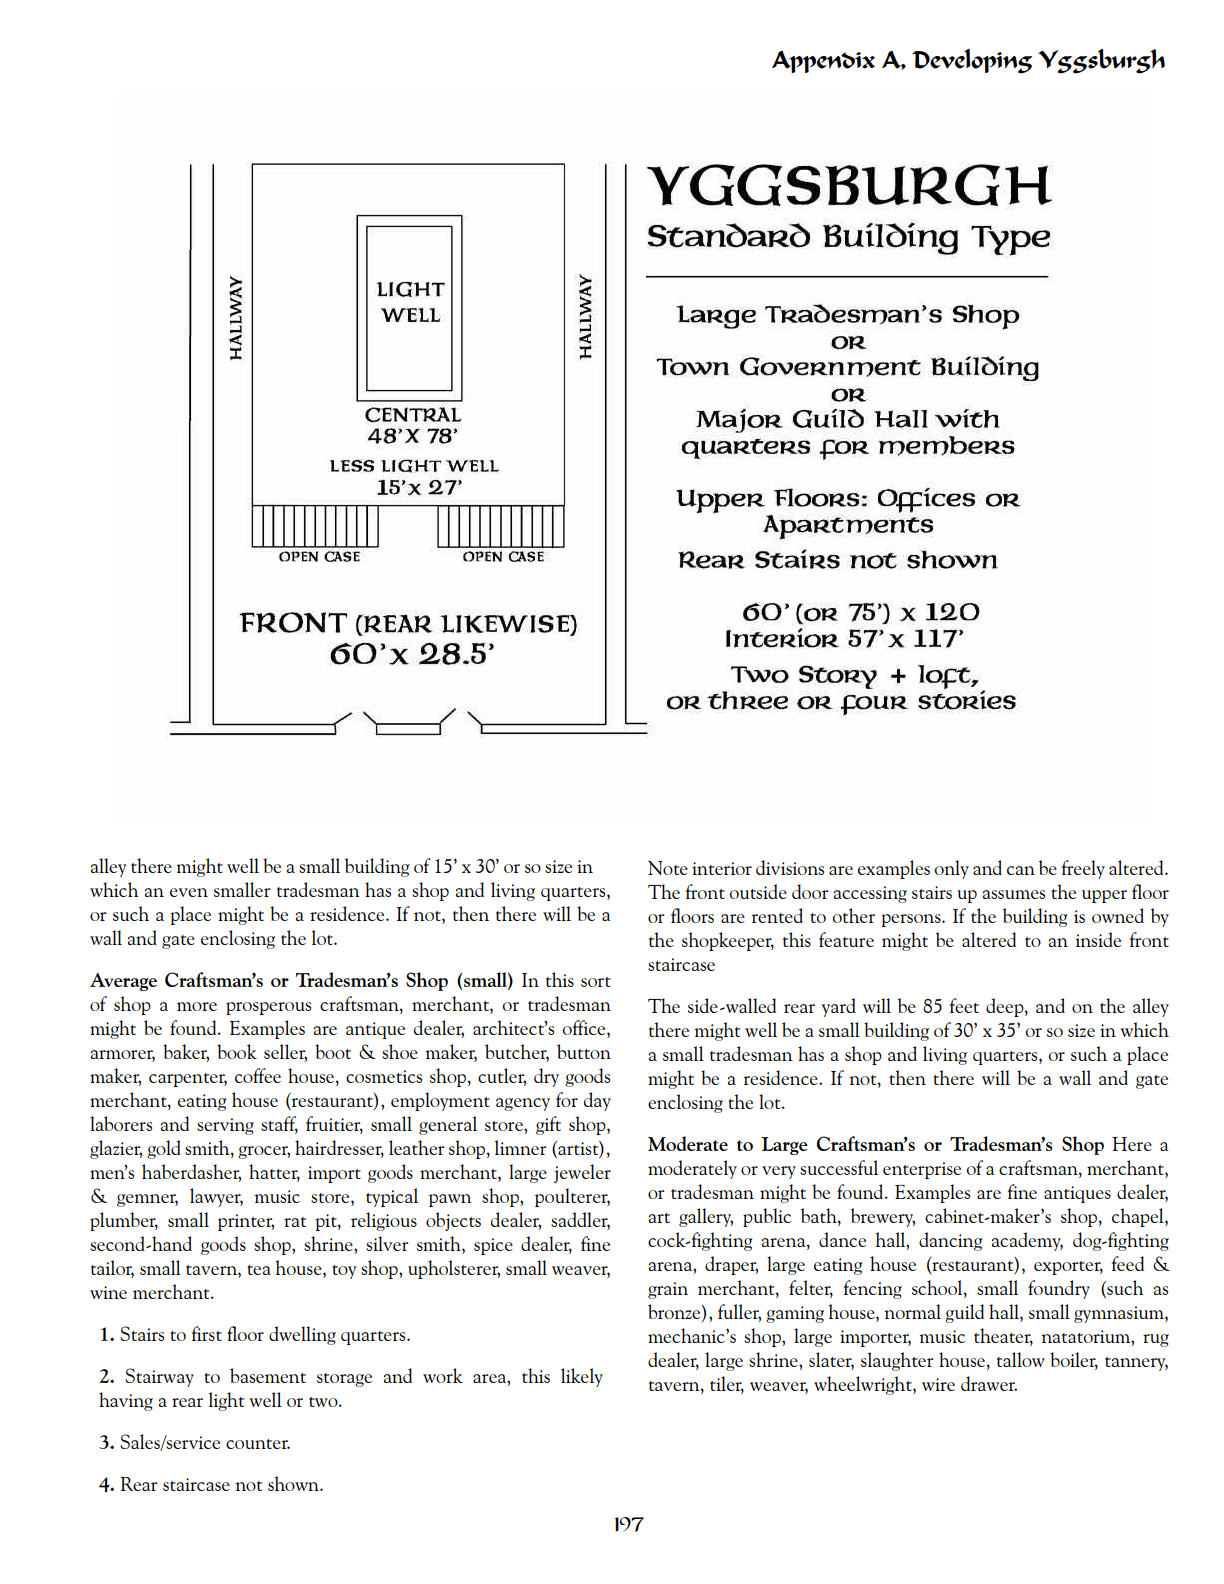 Appendix A, Developing Yggsburgh
HALLWAY
LIGHT
WELL
HALLWAY
CENTRAL
48' X 78'
LESS LIGHT WELL
15' x 27'
OPEN CASE
OPEN CASE
FRONT (REAR LIKEWISE)
60' x 28.5'
YGGSBURGH
Standard Building Type
Large Tradesman's Shop
or
Town Government Building
or
Major Guild Hall with
quarters for members
Upper Floors: Offices or
Apartments
Rear Stairs not shown
60' (or 75') x 120
Interior 57' x 117'
Two Story + loft,
or three or four stories
alley there might well be a small building of 15' x 30' or so size in
which an even smaller tradesman has a shop and living quarters,
or such a place might be a residence. If not, then there will be a
wall and gate enclosing the lot.
Average Craftsman's or Tradesman's Shop (small) In this sort
of shop a more prosperous craftsman, merchant, or tradesman
might be found. Examples are antique dealer, architect's office,
armorer, baker, book seller, boot & shoe maker, butcher, button
maker, carpenter, coffee house, cosmetics shop, cutler, dry goods
merchant, eating house (restaurant), employment agency for day
laborers and serving staff, fruitier, small general store, gift shop,
glazier, gold smith, grocer, hairdresser, leather shop, limner (artist),
men's haberdasher, hatter, import goods merchant, large jeweler
& gemner, lawyer, music store, typical pawn shop, poulterer,
plumber, small printer, rat pit, religious objects dealer, saddler,
second-hand goods shop, shrine, silver smith, spice dealer, fine
tailor, small tavern, tea house, toy shop, upholsterer, small weaver,
wine merchant.
1. Stairs to first floor dwelling quarters.
2. Stairway to basement storage and work area, this likely
having a rear light well or two.
3. Sales/service counter.
4. Rear staircase not shown.
Note interior divisions are examples only and can be freely altered.
The front outside door accessing stairs up assumes the upper floor
or floors are rented to other persons. If the building is owned by
the shopkeeper, this feature might be altered to an inside front
staircase
The side-walled rear yard will be 85 feet deep, and on the alley
there might well be a small building of 30' x 35' or so size in which
a small tradesman has a shop and living quarters, or such a place
might be a residence. If not, then there will be a wall and gate
enclosing the lot.
Moderate to Large Craftsman's or Tradesman's Shop Here a
moderately or very successful enterprise of a craftsman, merchant,
or tradesman might be found. Examples are fine antiques dealer,
art gallery, public bath, brewery, cabinet-maker's shop, chapel,
cock-fighting arena, dance hall, dancing academy, dog-fighting
arena, draper, large eating house (restaurant), exporter, feed &
grain merchant, felter, fencing school, small foundry (such as
bronze), fuller, gaming house, normal guild hall, small gymnasium,
mechanic's shop, large importer, music theater, natatorium, rug
dealer, large shrine, slater, slaughter house, tallow boiler, tannery,
tavern, tiler, weaver, wheelwright, wire drawer.
197